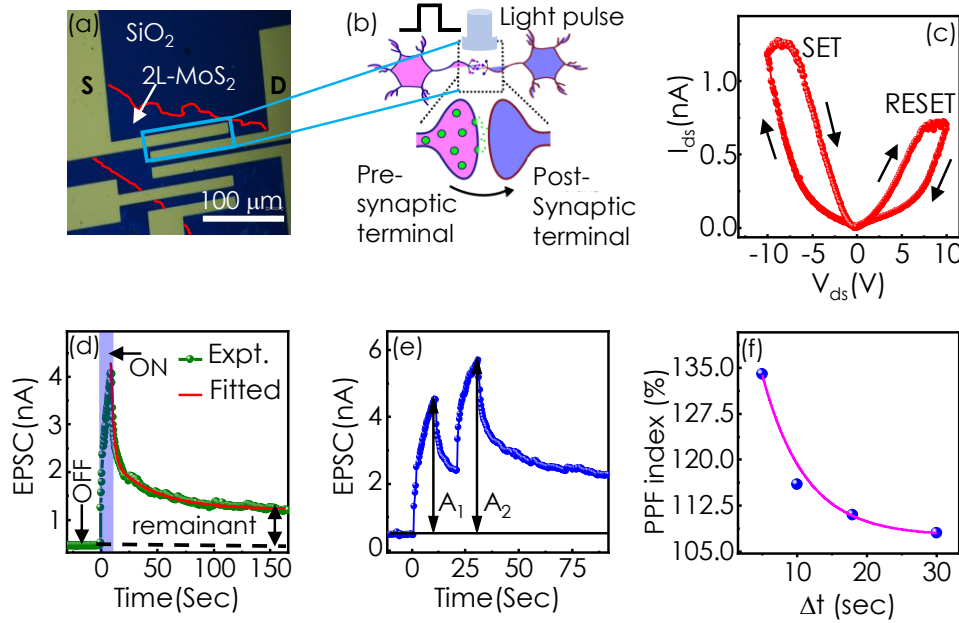 (a)
SiO2
2L-MoS2
S
D
100 μm
(b)
Light pulse
Pre-
synaptic
terminal
Post-
Synaptic
terminal
(c)
SET
RESET
Ids(nA)
1.0
0.5
0.0
-10
-5
0
5
10
Vds(V)
(d)
ON
Expt.
Fitted
OFF
remainant
EPSC(nA)
4
3
2
1
0
50
100
150
Time(Sec)
(e)
A1
A2
EPSC(nA)
6
4
2
0
0
25
50
75
Time(Sec)
(f)
PPF index (%)
135.0
127.5
120.0
112.5
105.0
10
20
30
Δt (sec)